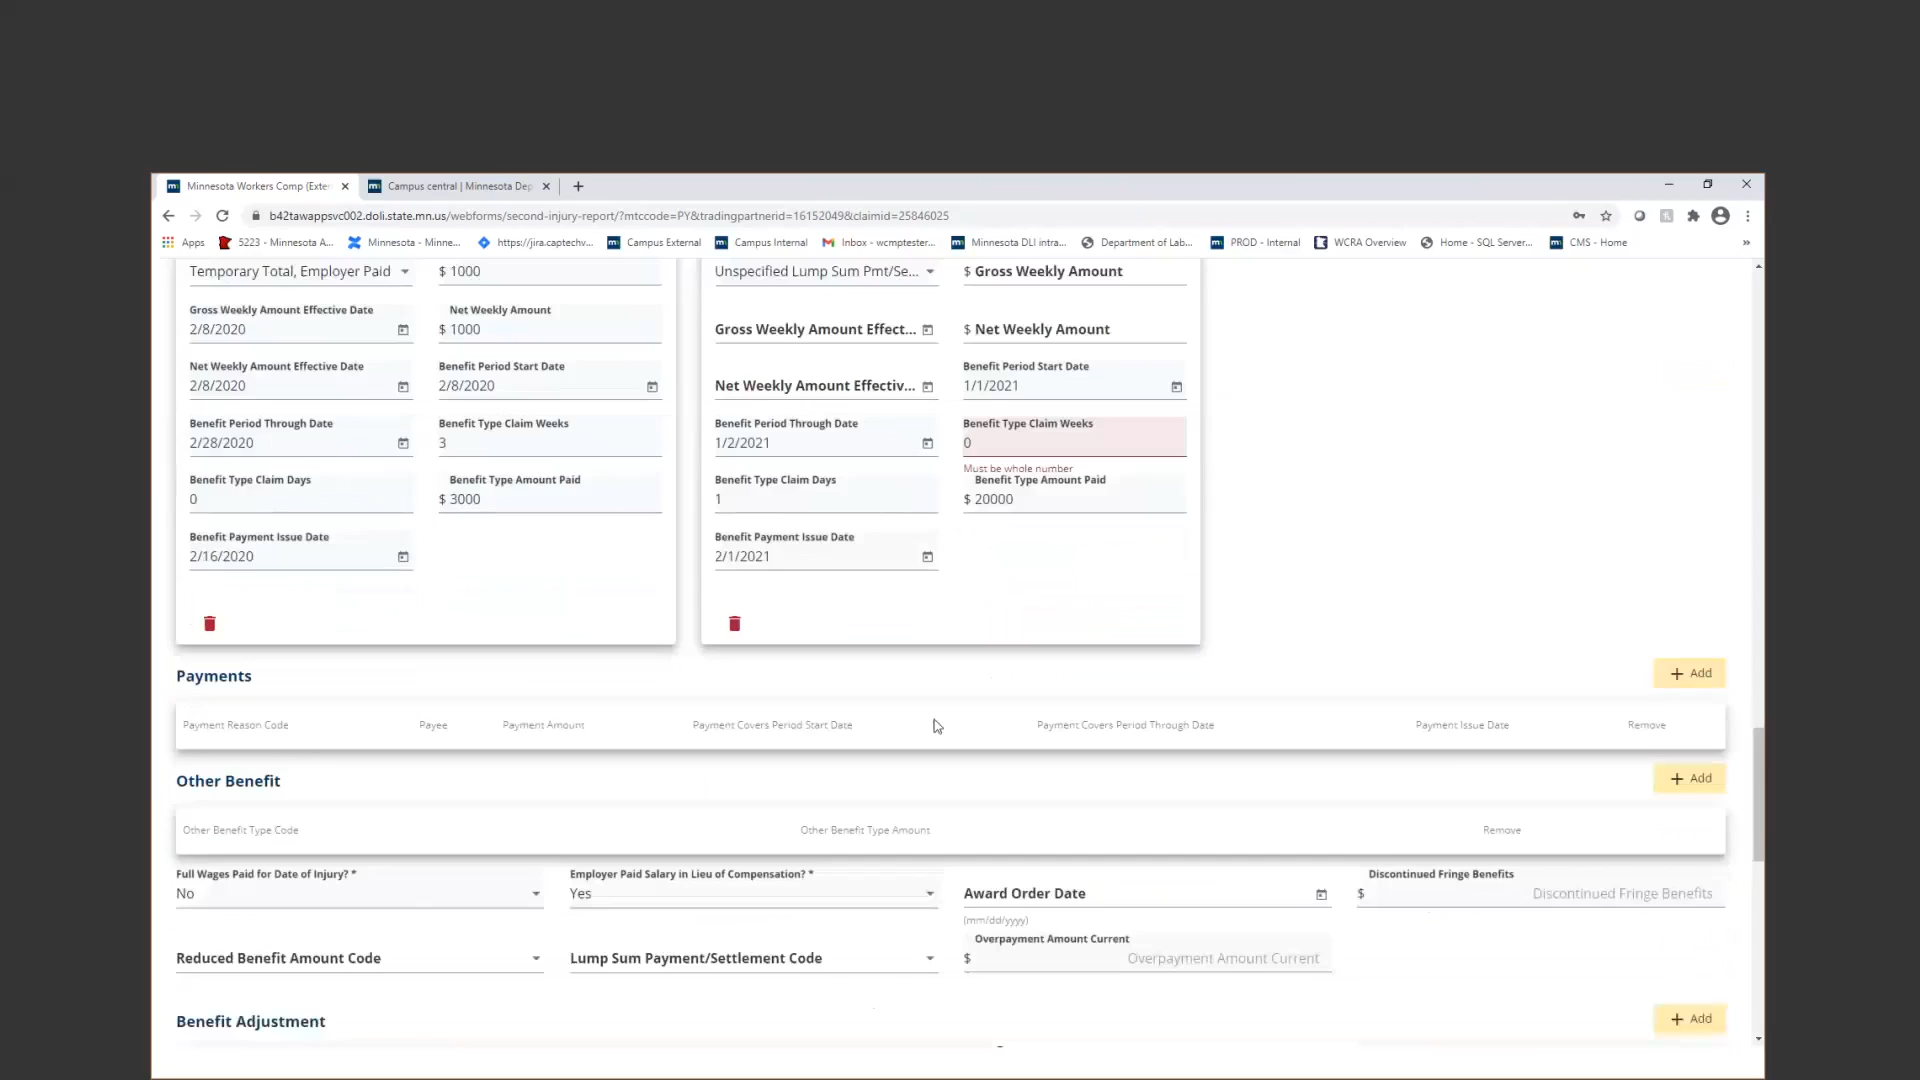 Minnesota Workers Comp (Exter
Campus central | Minnesota Dep
b42tawappsvc002.doli.state.mn.us/webforms/second-injury-report/?mtccode=PY&tradingpartnerid=16152049&claimid=25846025
Apps 5223 - Minnesota A... Minnesota - Minne... https://jira.captechv... Campus External Campus Internal Inbox - wcmptester... Minnesota DLI intra... Department of Lab... PROD - Internal WCRA Overview Home - SQL Server... CMS - Home »
Temporary Total, Employer Paid
$ 1000
Gross Weekly Amount Effective Date
2/8/2020
Net Weekly Amount
$ 1000
Net Weekly Amount Effective Date
2/8/2020
Benefit Period Start Date
2/8/2020
Benefit Period Through Date
2/28/2020
Benefit Type Claim Weeks
3
Benefit Type Claim Days
0
Benefit Type Amount Paid
$ 3000
Benefit Payment Issue Date
2/16/2020
Unspecified Lump Sum Pmt/Se...
$ Gross Weekly Amount
Gross Weekly Amount Effect...
$ Net Weekly Amount
Net Weekly Amount Effectiv...
Benefit Period Start Date
1/1/2021
Benefit Period Through Date
1/2/2021
Benefit Type Claim Weeks
0
Must be whole number
Benefit Type Claim Days
1
Benefit Type Amount Paid
$ 20000
Benefit Payment Issue Date
2/1/2021
Payments
+ Add
Payment Reason Code Payee Payment Amount Payment Covers Period Start Date Payment Covers Period Through Date Payment Issue Date Remove
Other Benefit
+ Add
Other Benefit Type Code Other Benefit Type Amount Remove
Full Wages Paid for Date of Injury? *
No
Employer Paid Salary in Lieu of Compensation? *
Yes
Award Order Date
(mm/dd/yyyy)
Discontinued Fringe Benefits
$ Discontinued Fringe Benefits
Reduced Benefit Amount Code
Lump Sum Payment/Settlement Code
Overpayment Amount Current
$ Overpayment Amount Current
Benefit Adjustment
+ Add